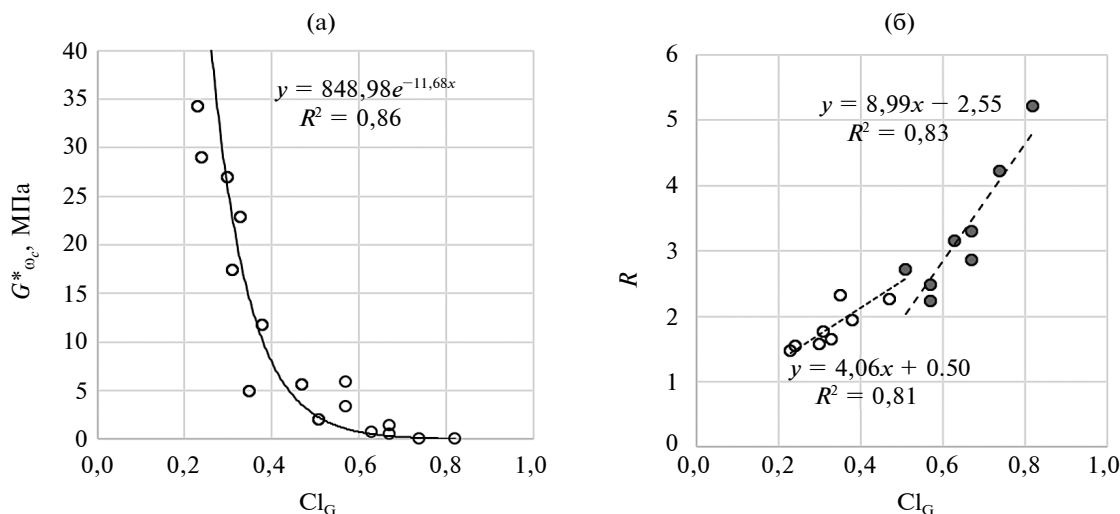 (а)
40
35
30
25
20
15
10
5
0
G*ω_c, МПа
y = 848,98e^−11,68x
R² = 0,86
0,0 0,2 0,4 0,6 0,8 1,0
Cl_G
(б)
6
5
4
3
2
1
0
R
y = 8,99x − 2,55
R² = 0,83
y = 4,06x + 0.50
R² = 0,81
0,0 0,2 0,4 0,6 0,8 1,0
Cl_G